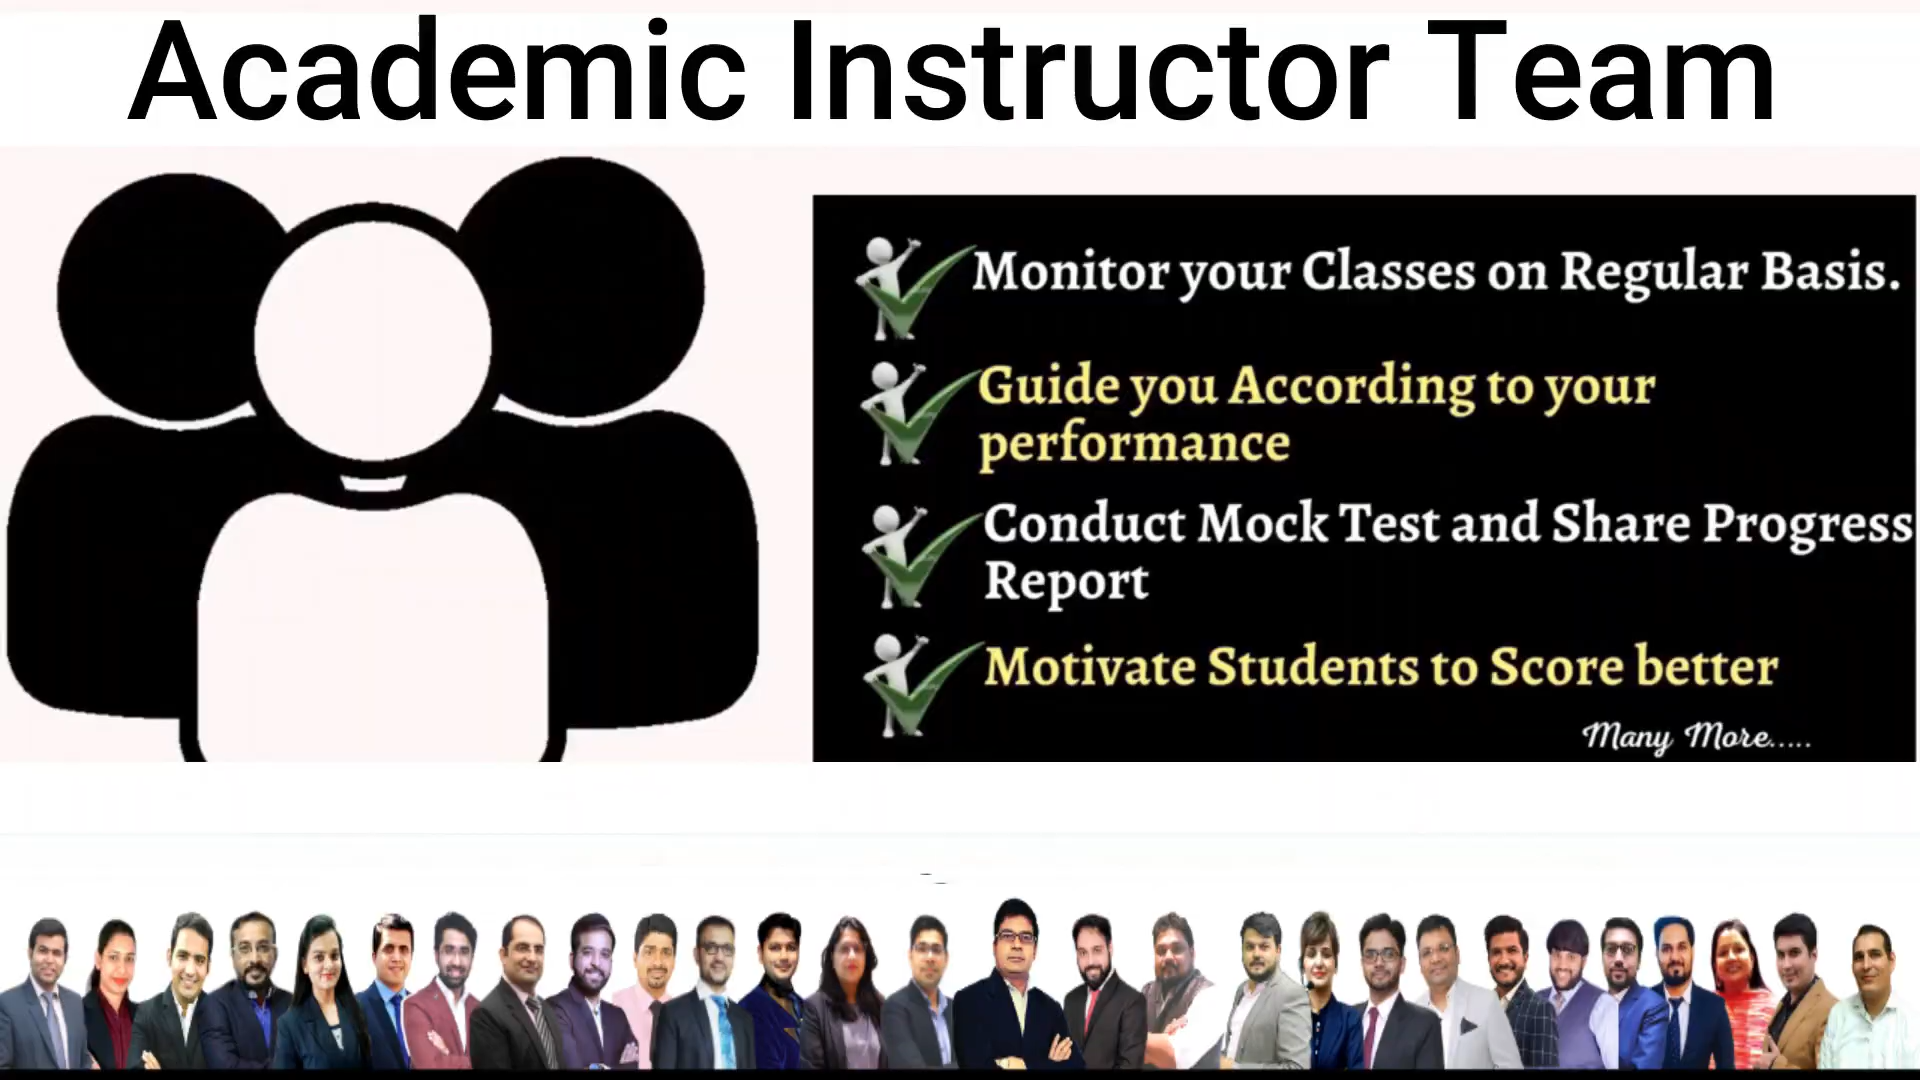 Academic Instructor Team
Monitor your Classes on Regular Basis.
Guide you According to your
performance
Conduct Mock Test and Share Progress
Report
Motivate Students to Score better
Many More.....